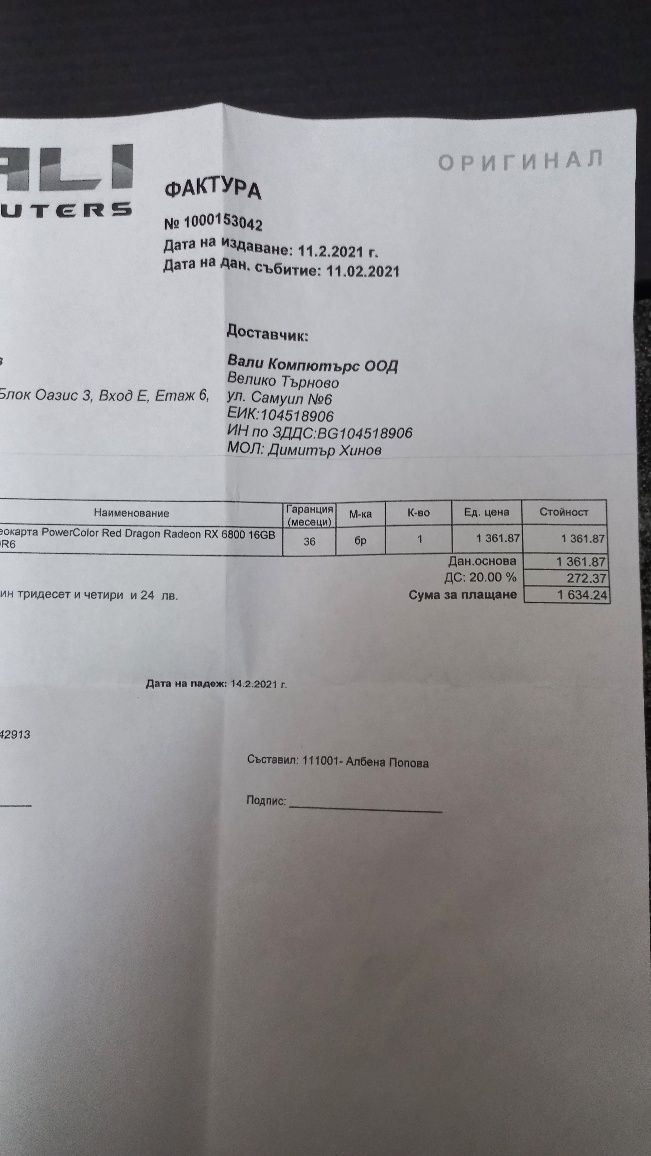 ALI
UTERS
ОРИГИНАЛ
ФАКТУРА
№ 1000153042
Дата на издаване: 11.2.2021 г.
Дата на дан. събитие: 11.02.2021
Доставчик:
Вали Компютърс ООД
Велико Търново
Блок Оазис 3, Вход Е, Етаж 6,
ул. Самуил №6
ЕИК:104518906
ИН по ЗДДС:BG104518906
МОЛ: Димитър Хинов
Наименование Гаранция (месеци) М-ка К-во Ед. цена Стойност
еокарта PowerColor Red Dragon Radeon RX 6800 16GB 36 бр 1 1 361.87 1 361.87
R6
Дан.основа 1 361.87
ДС: 20.00 % 272.37
ин тридесет и четири и 24 лв. Сума за плащане 1 634.24
Дата на падеж: 14.2.2021 г.
42913
Съставил: 111001- Албена Попова
Подпис: